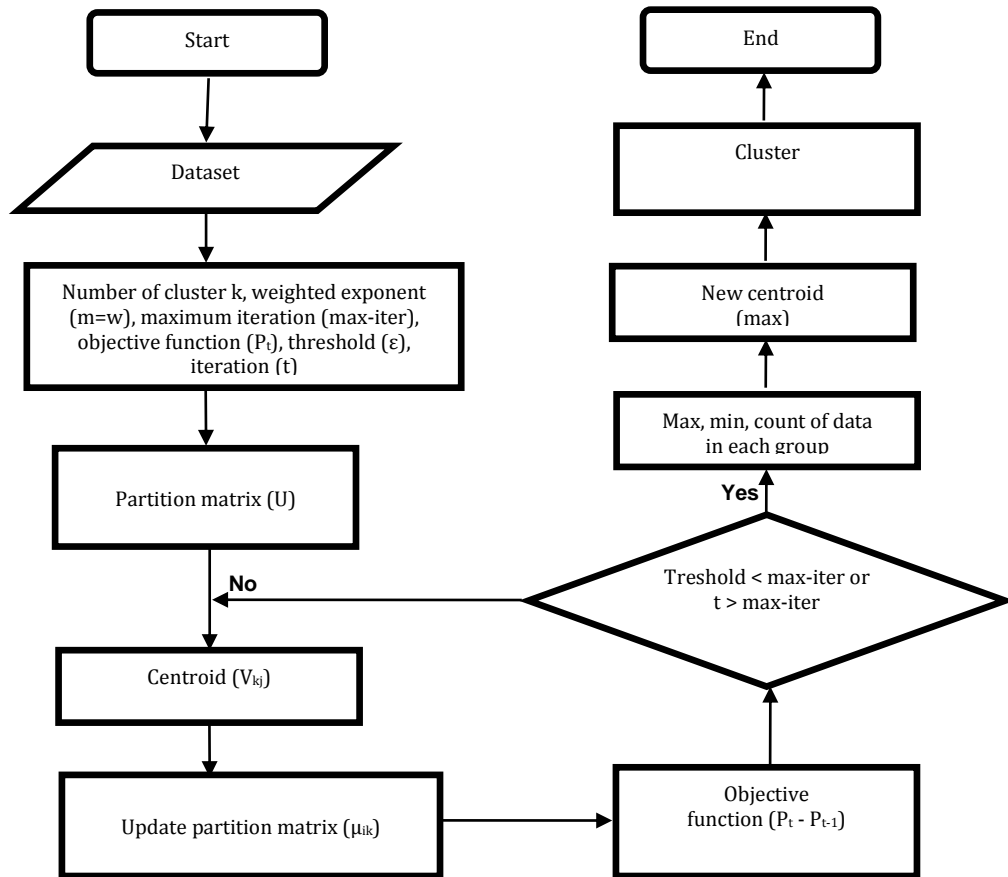 Start
Dataset
Number of cluster k, weighted exponent
(m=w), maximum iteration (max-iter),
objective function (Pt), threshold (ε),
iteration (t)
Partition matrix (U)
No
Centroid (Vkj)
Update partition matrix (μik)
Objective
function (Pt - Pt-1)
Treshold < max-iter or
t > max-iter
Yes
Max, min, count of data
in each group
New centroid
(max)
Cluster
End